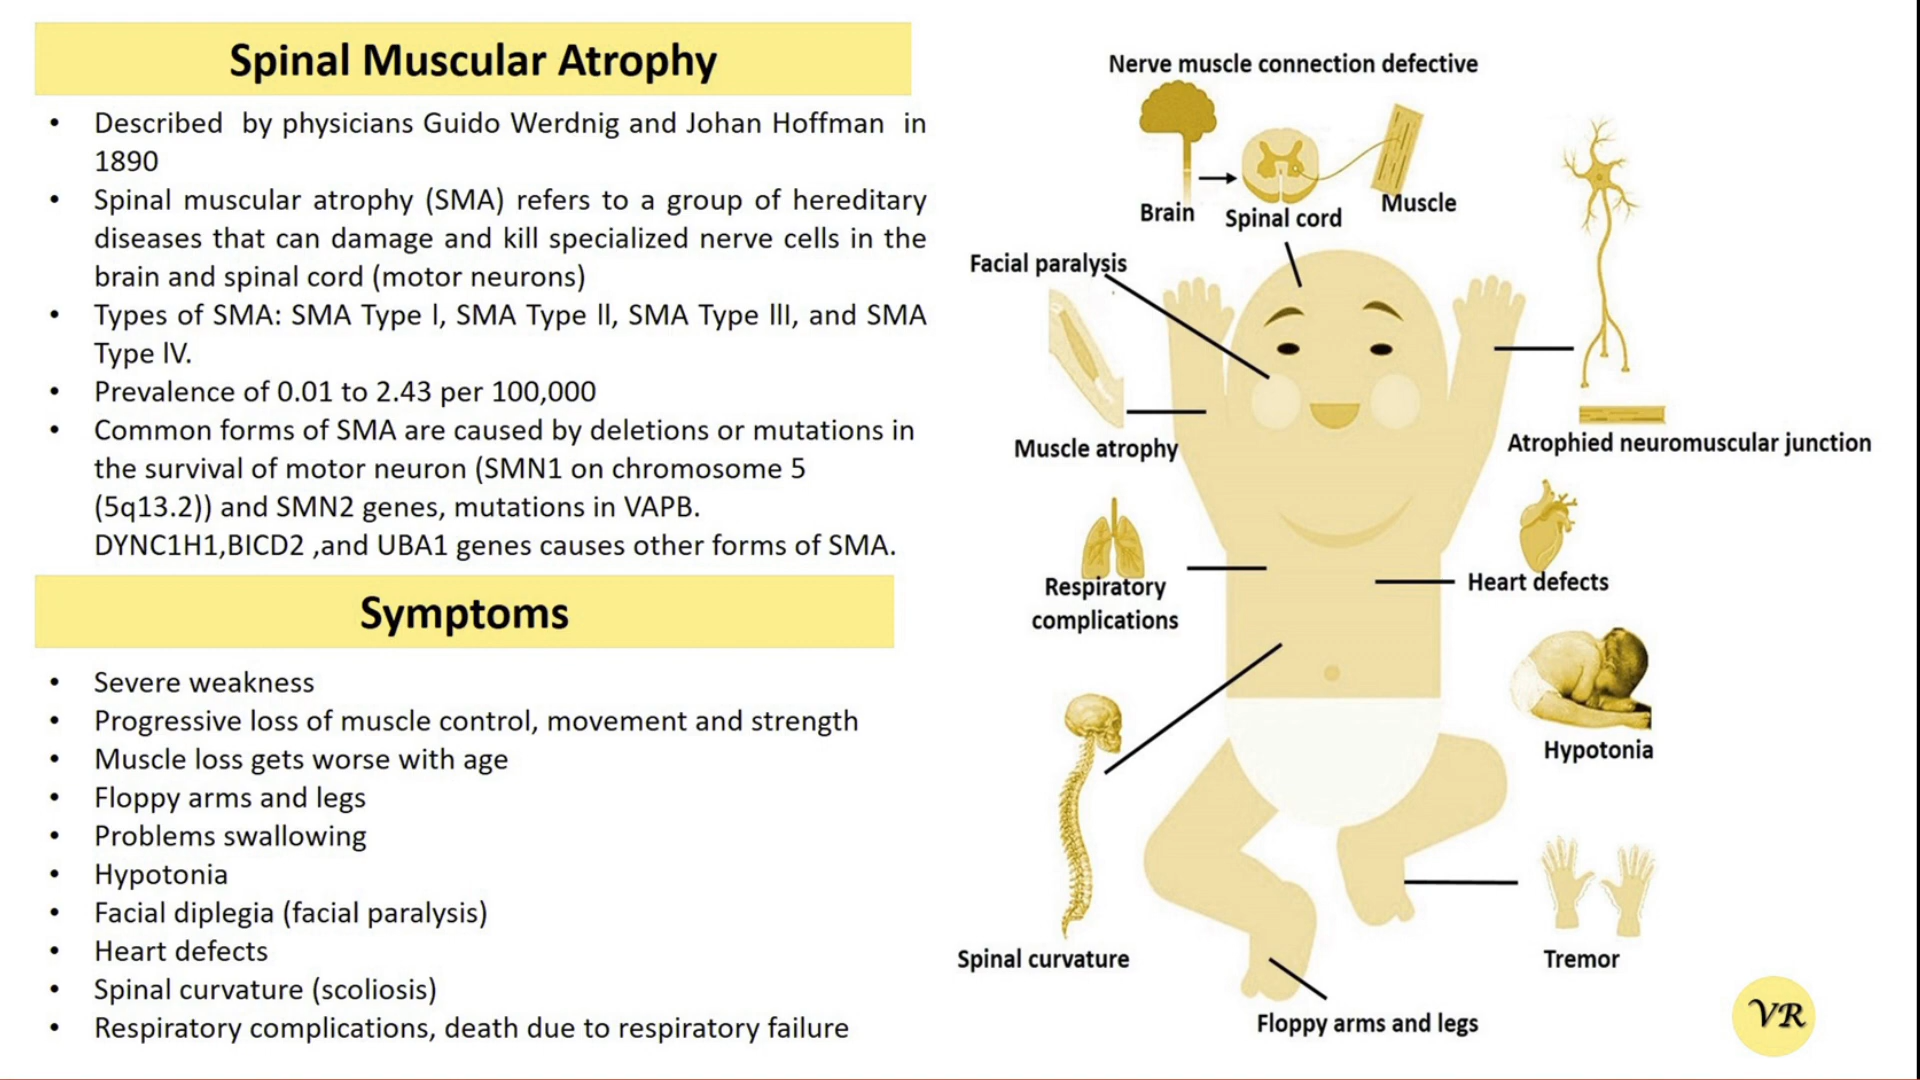 Spinal Muscular Atrophy
• Described by physicians Guido Werdnig and Johan Hoffman in
1890
• Spinal muscular atrophy (SMA) refers to a group of hereditary
diseases that can damage and kill specialized nerve cells in the
brain and spinal cord (motor neurons)
• Types of SMA: SMA Type I, SMA Type II, SMA Type III, and SMA
Type IV.
• Prevalence of 0.01 to 2.43 per 100,000
• Common forms of SMA are caused by deletions or mutations in
the survival of motor neuron (SMN1 on chromosome 5
(5q13.2)) and SMN2 genes, mutations in VAPB.
DYNC1H1,BICD2 ,and UBA1 genes causes other forms of SMA.
Symptoms
• Severe weakness
• Progressive loss of muscle control, movement and strength
• Muscle loss gets worse with age
• Floppy arms and legs
• Problems swallowing
• Hypotonia
• Facial diplegia (facial paralysis)
• Heart defects
• Spinal curvature (scoliosis)
• Respiratory complications, death due to respiratory failure
Nerve muscle connection defective
Brain
Spinal cord
Muscle
Facial paralysis
Muscle atrophy
Atrophied neuromuscular junction
Respiratory
complications
Heart defects
Hypotonia
Spinal curvature
Tremor
Floppy arms and legs
VR